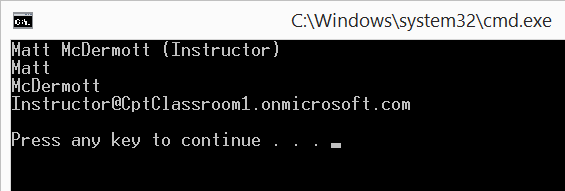 C:\Windows\system32\cmd.exe
Matt McDermott (Instructor)
Matt
McDermott
Instructor@CptClassroom1.onmicrosoft.com
Press any key to continue . . .